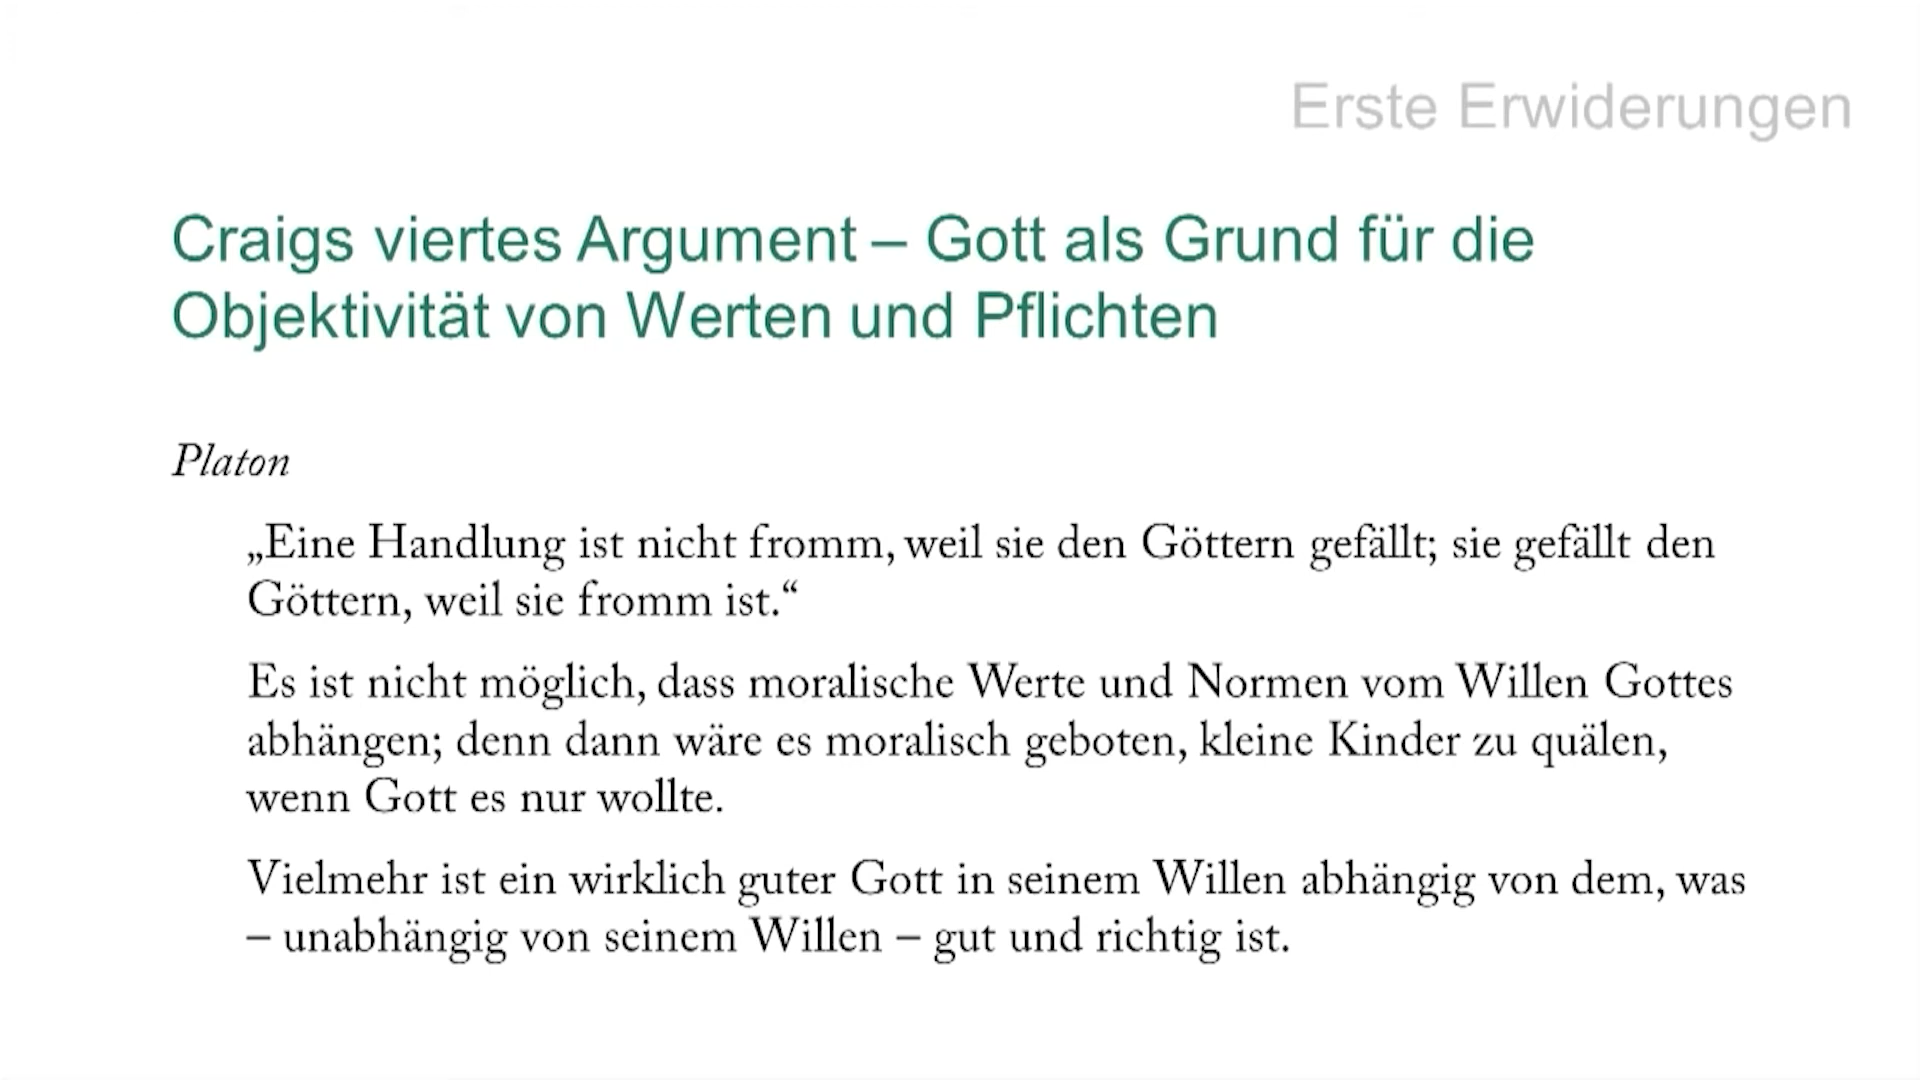 Erste Erwiderungen
Craigs viertes Argument – Gott als Grund für die
Objektivität von Werten und Pflichten
Platon
„Eine Handlung ist nicht fromm, weil sie den Göttern gefällt; sie gefällt den
Göttern, weil sie fromm ist.“
Es ist nicht möglich, dass moralische Werte und Normen vom Willen Gottes
abhängen; denn dann wäre es moralisch geboten, kleine Kinder zu quälen,
wenn Gott es nur wollte.
Vielmehr ist ein wirklich guter Gott in seinem Willen abhängig von dem, was
– unabhängig von seinem Willen – gut und richtig ist.